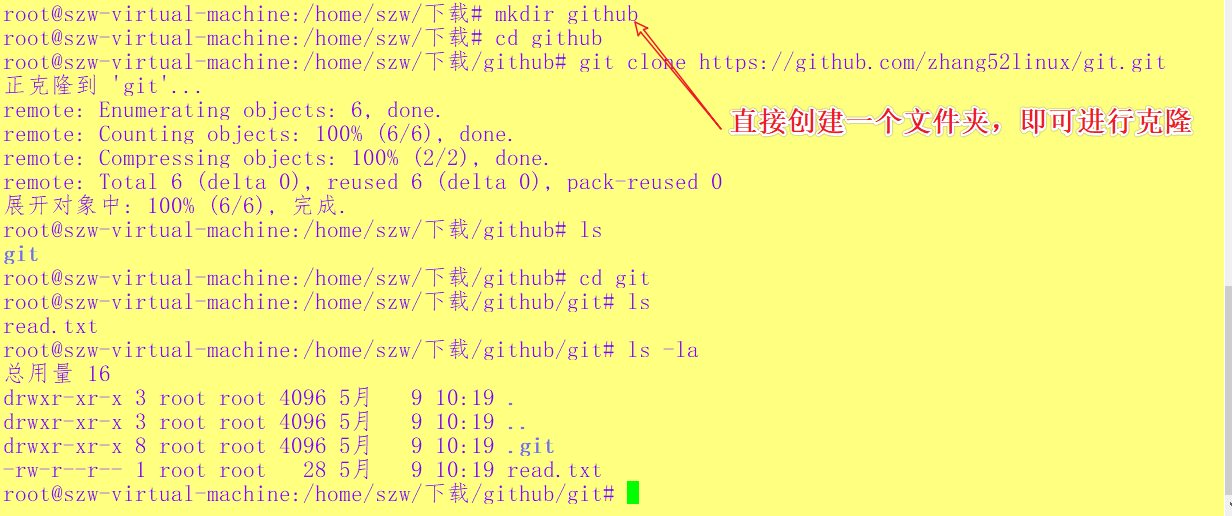 root@szw-virtual-machine:/home/szw/下载# mkdir github
root@szw-virtual-machine:/home/szw/下载# cd github
root@szw-virtual-machine:/home/szw/下载/github# git clone https://github.com/zhang52linux/git.git
正克隆到 'git'...
remote: Enumerating objects: 6, done.
remote: Counting objects: 100% (6/6), done.
直接创建一个文件夹，即可进行克隆
remote: Compressing objects: 100% (2/2), done.
remote: Total 6 (delta 0), reused 6 (delta 0), pack-reused 0
展开对象中: 100% (6/6), 完成.
root@szw-virtual-machine:/home/szw/下载/github# ls
git
root@szw-virtual-machine:/home/szw/下载/github# cd git
root@szw-virtual-machine:/home/szw/下载/github/git# ls
read.txt
root@szw-virtual-machine:/home/szw/下载/github/git# ls -la
总用量 16
drwxr-xr-x 3 root root 4096 5月   9 10:19 .
drwxr-xr-x 3 root root 4096 5月   9 10:19 ..
drwxr-xr-x 8 root root 4096 5月   9 10:19 .git
-rw-r--r-- 1 root root   28 5月   9 10:19 read.txt
root@szw-virtual-machine:/home/szw/下载/github/git#